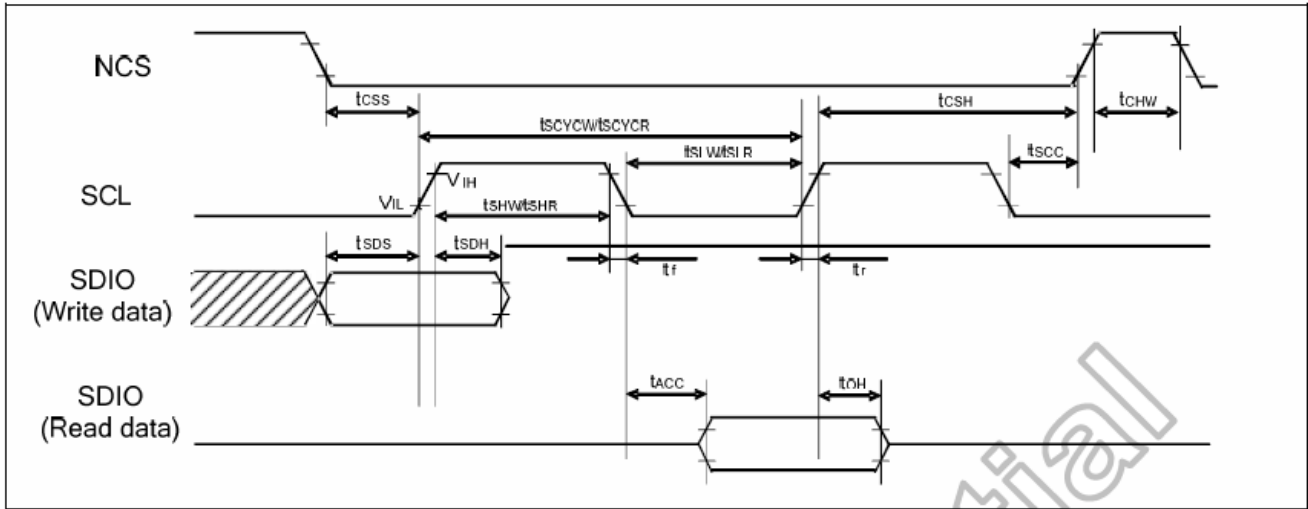 NCS
tCSS
tCSH
tCHW
tSCYCW/tSCYCR
tSLW/tSLR
tSCC
SCL
VIL
VIH
tSHW/tSHR
tSDS
tSDH
tf
tr
SDIO
(Write data)
tACC
tOH
SDIO
(Read data)
tial